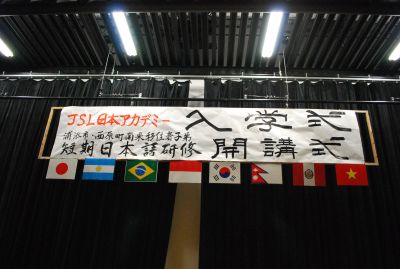 JSL日本アカデミー
浦添市・西原町南米移住者子弟
短期日本語研修
入学式
開講式